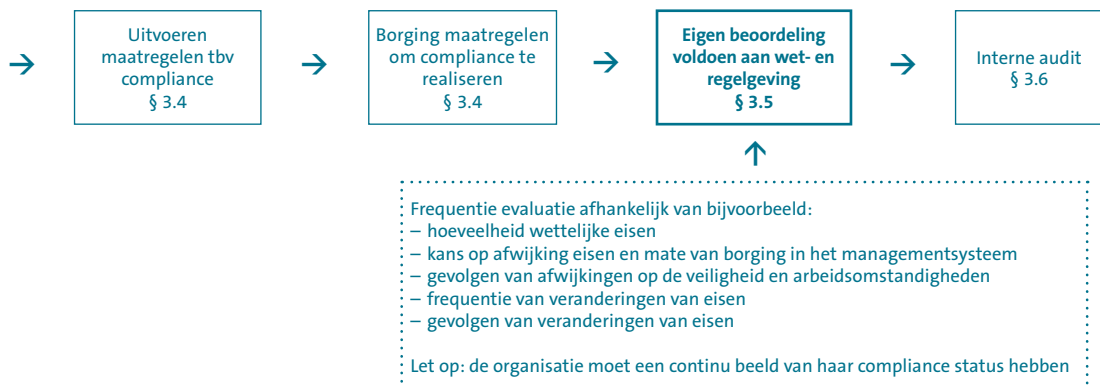 Uitvoeren
maatregelen tbv
compliance
§ 3.4
Borging maatregelen
om compliance te
realiseren
§ 3.4
Eigen beoordeling
voldoen aan wet- en
regelgeving
§ 3.5
Interne audit
§ 3.6
Frequentie evaluatie afhankelijk van bijvoorbeeld:
– hoeveelheid wettelijke eisen
– kans op afwijking eisen en mate van borging in het managementsysteem
– gevolgen van afwijkingen op de veiligheid en arbeidsomstandigheden
– frequentie van veranderingen van eisen
– gevolgen van veranderingen van eisen
Let op: de organisatie moet een continu beeld van haar compliance status hebben